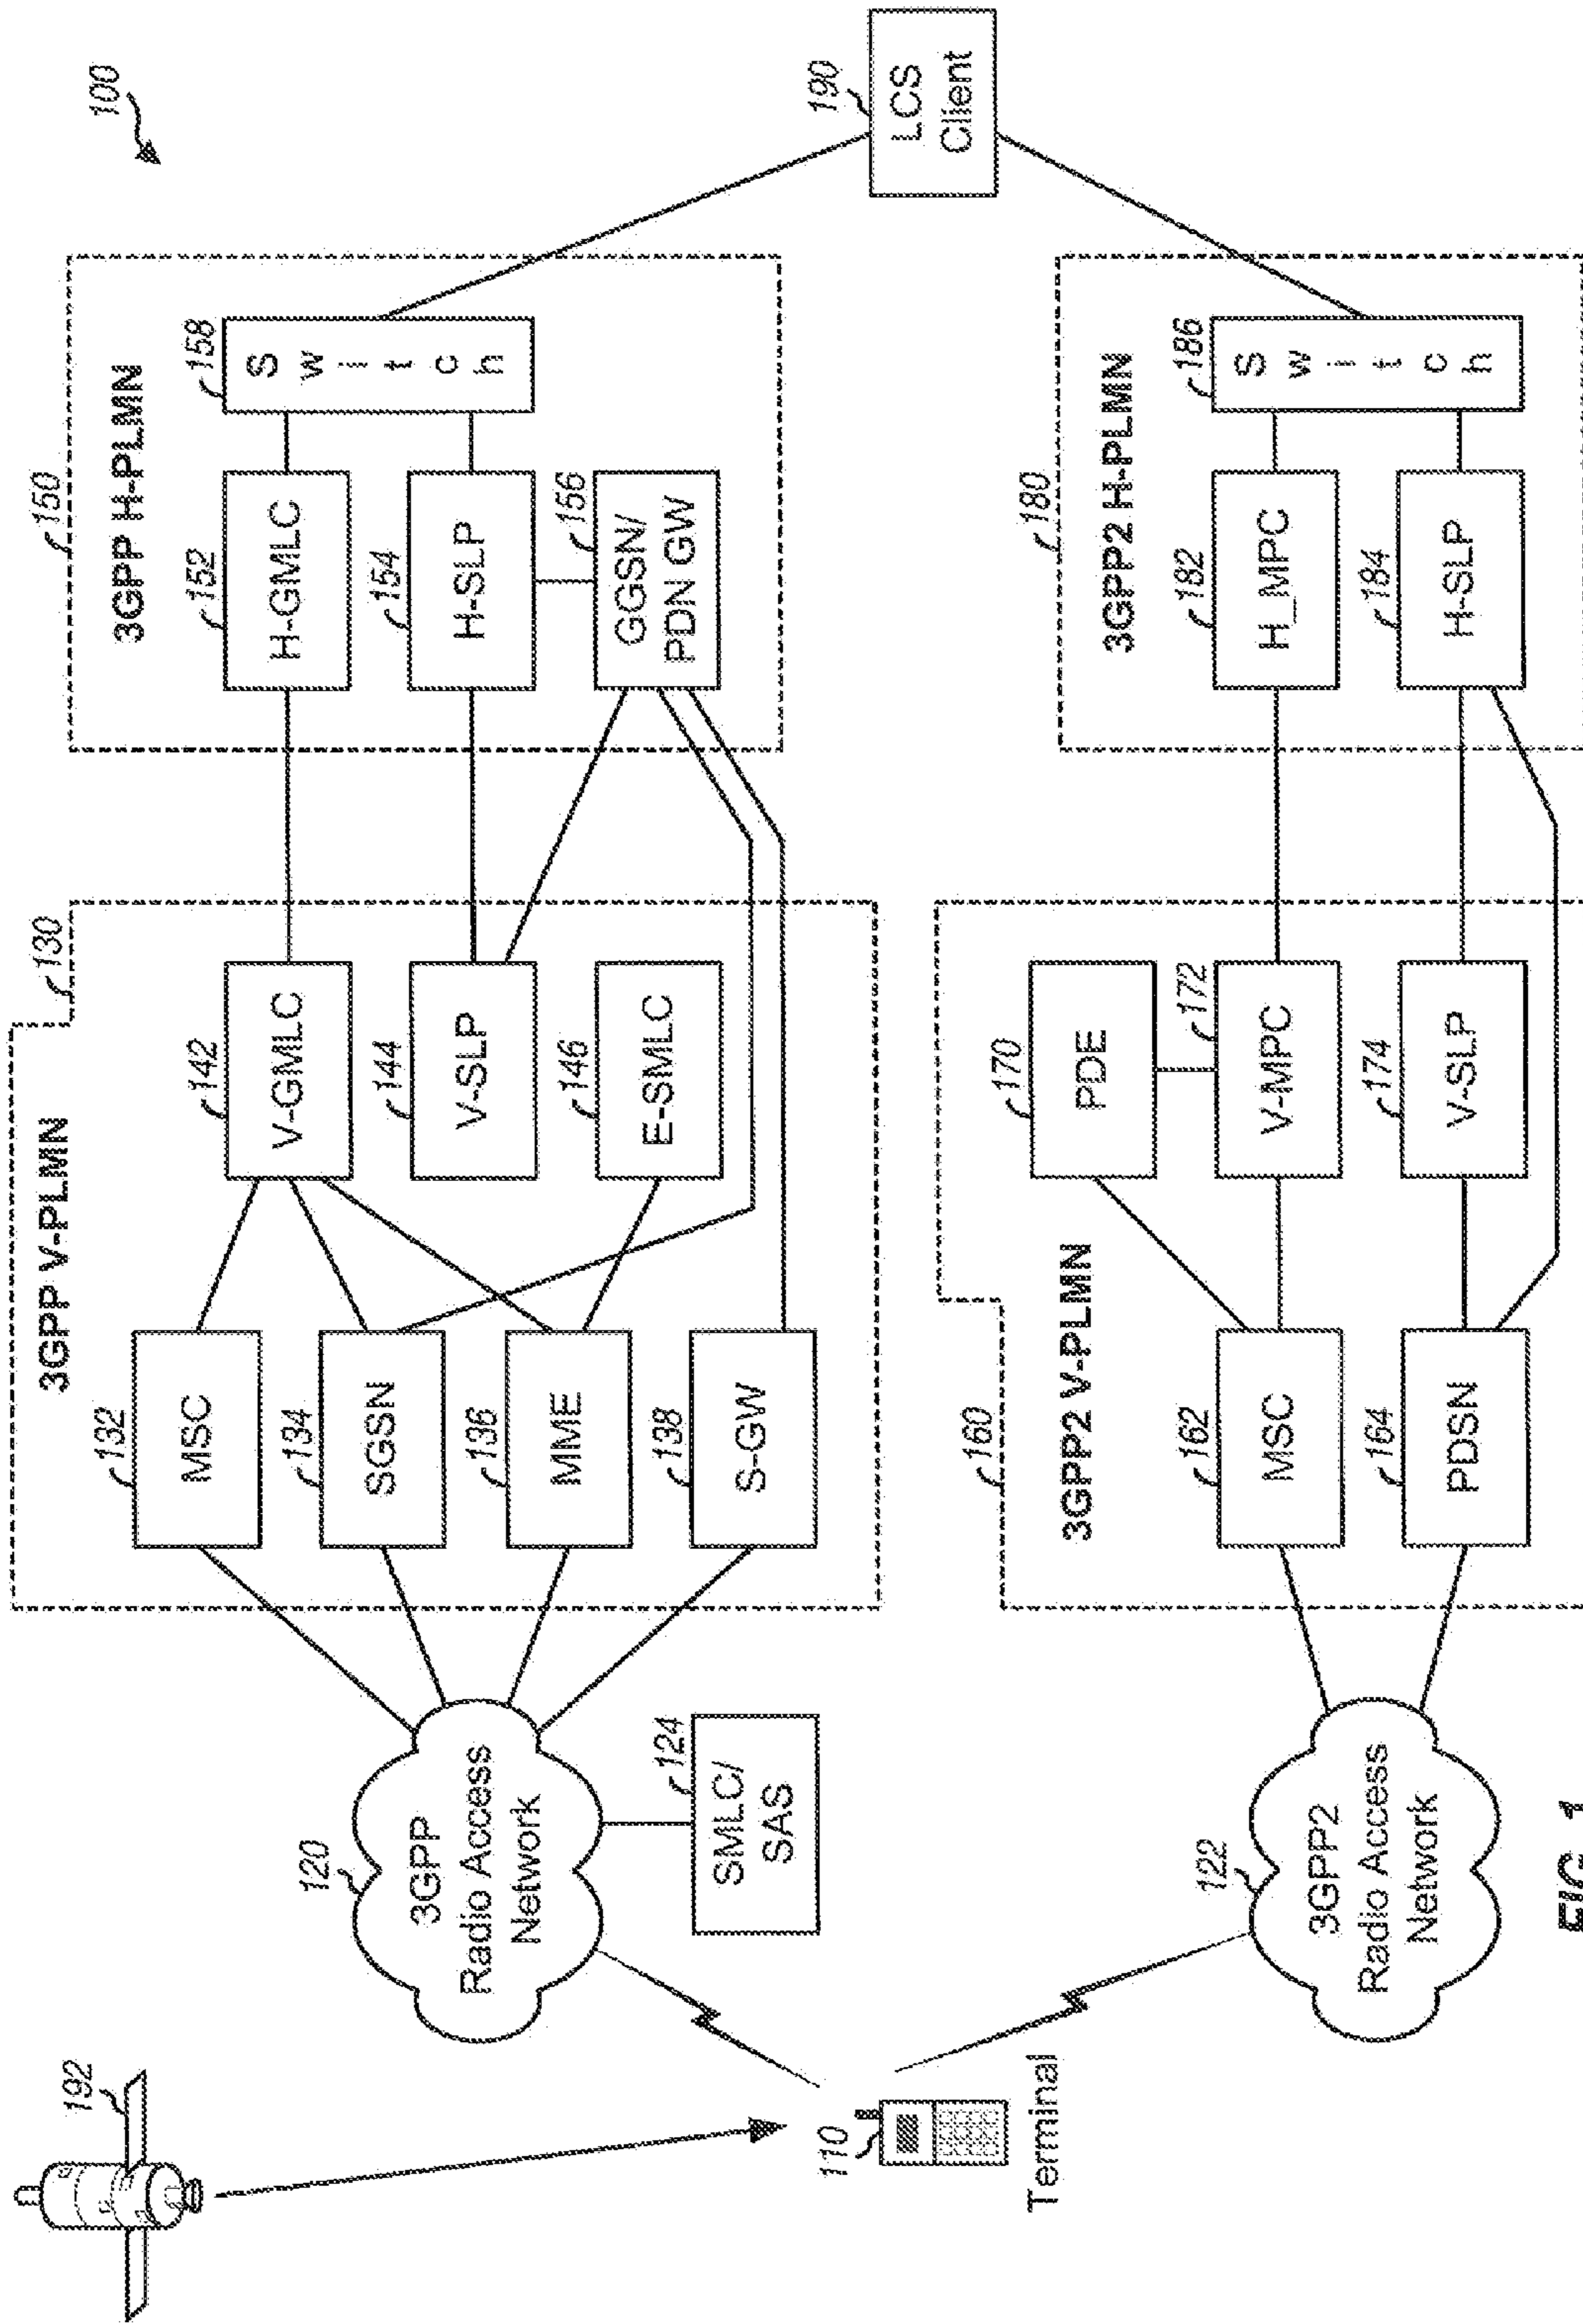 100
192
110
Terminal
120
3GPP
Radio Access
Network
124
SMLC/
SAS
122
3GPP2
Radio Access
Network
3GPP V-PLMN
130
132
MSC
134
SGSN
136
MME
138
S-GW
142
V-GMLC
144
V-SLP
146
E-SMLC
150
3GPP H-PLMN
152
H-GMLC
154
H-SLP
156
GGSN/
PDN GW
158
S
w
i
t
c
h
190
LCS
Client
160
3GPP2 V-PLMN
162
MSC
164
PDSN
170
PDE
172
V-MPC
174
V-SLP
180
3GPP2 H-PLMN
182
H_MPC
184
H-SLP
186
S
w
i
t
c
h
FIG. 1